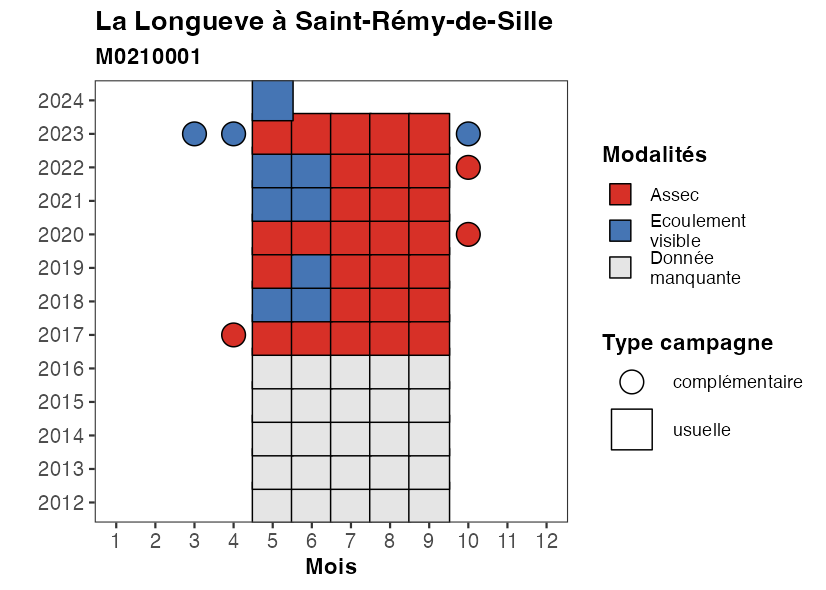 La Longueve à Saint-Rémy-de-Sille
M0210001
2024
2023
2022
2021
2020
2019
2018
2017
2016
2015
2014
2013
2012
1 2 3 4 5 6 7 8 9 10 11 12
Mois
Modalités
Assec
Ecoulement
visible
Donnée
manquante
Type campagne
complémentaire
usuelle